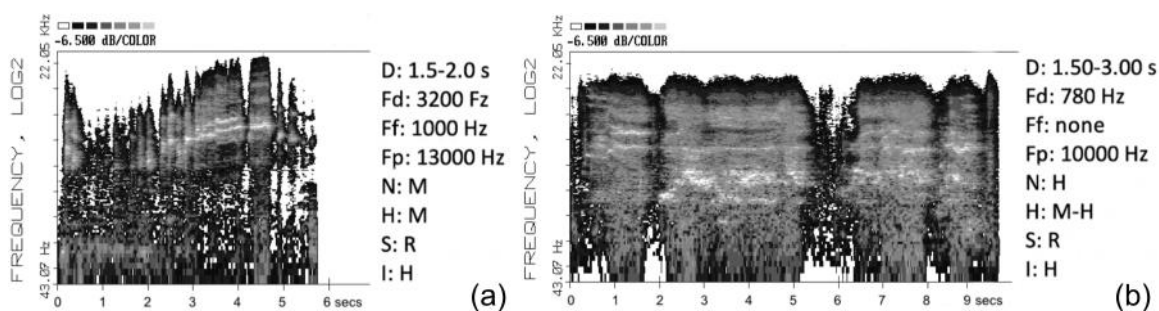 -6.500 dB/COLOR
FREQUENCY, LOG2
22.05 KHz
43.07 Hz
D: 1.5-2.0 s
Fd: 3200 Fz
Ff: 1000 Hz
Fp: 13000 Hz
N: M
H: M
S: R
I: H
0 1 2 3 4 5 6 secs
(a)
-6.500 dB/COLOR
FREQUENCY, LOG2
22.05 KHz
43.07 Hz
D: 1.50-3.00 s
Fd: 780 Hz
Ff: none
Fp: 10000 Hz
N: H
H: M-H
S: R
I: H
0 1 2 3 4 5 6 7 8 9 secs
(b)